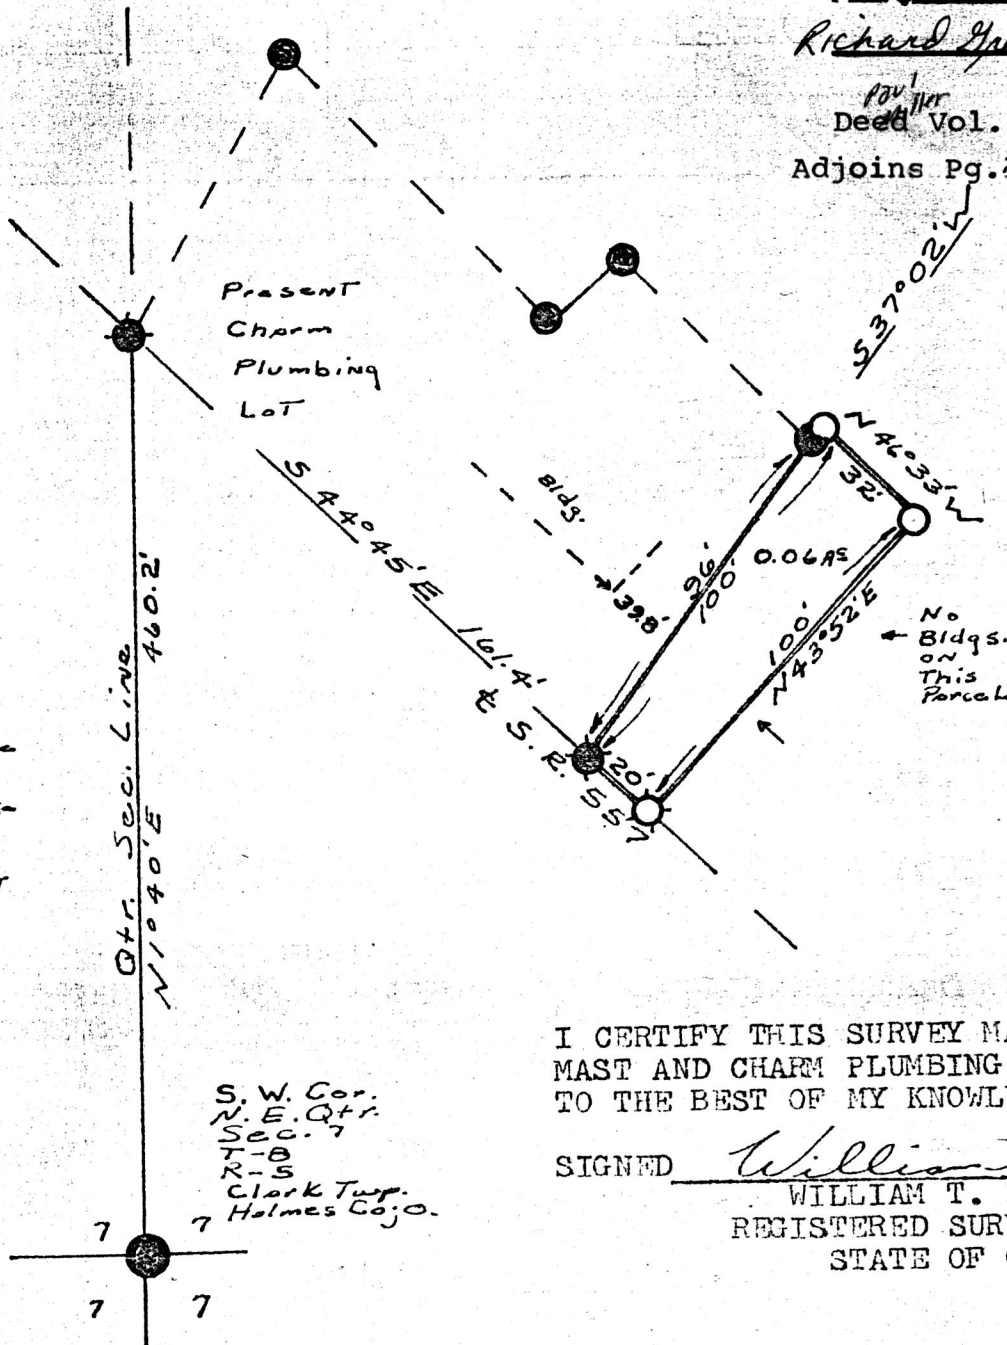 Richard
Paul
Deed Vol.
Adjoins Pg.
S 37° 02' W
Present
Charm
Plumbing
Lot
N 46° 33' W
32'
S 44° 45' E 161.4'
Bldg.
39.8'
96'
100'
0.06 AS
100'
N 43° 52' E
No
Bldgs.
on
This
Parcel
Qtr. Sec. Line
460.2'
N 1° 40' E
℄ S. R. 557
20'
I CERTIFY THIS SURVEY
MAST AND CHARM PLUMBING
TO THE BEST OF MY
SIGNED William
WILLIAM T.
REGISTERED
STATE OF
S. W. Cor.
N. E. Qtr.
Sec. 7
T-8
R-5
Clark Twp.
Holmes Co; O.
7 7
7 7